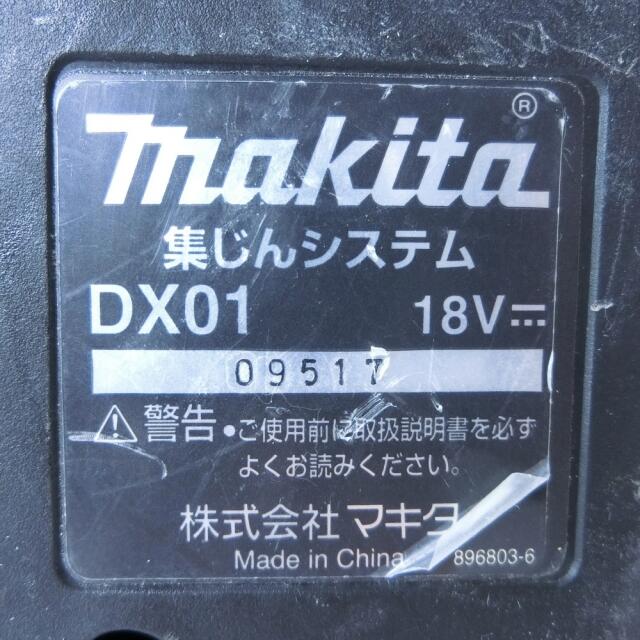 makita®
集じんシステム
DX01 18V
09517
警告 •ご使用前に取扱説明書を必ず
よくお読みください。
株式会社 マキタ
Made in China 896803-6